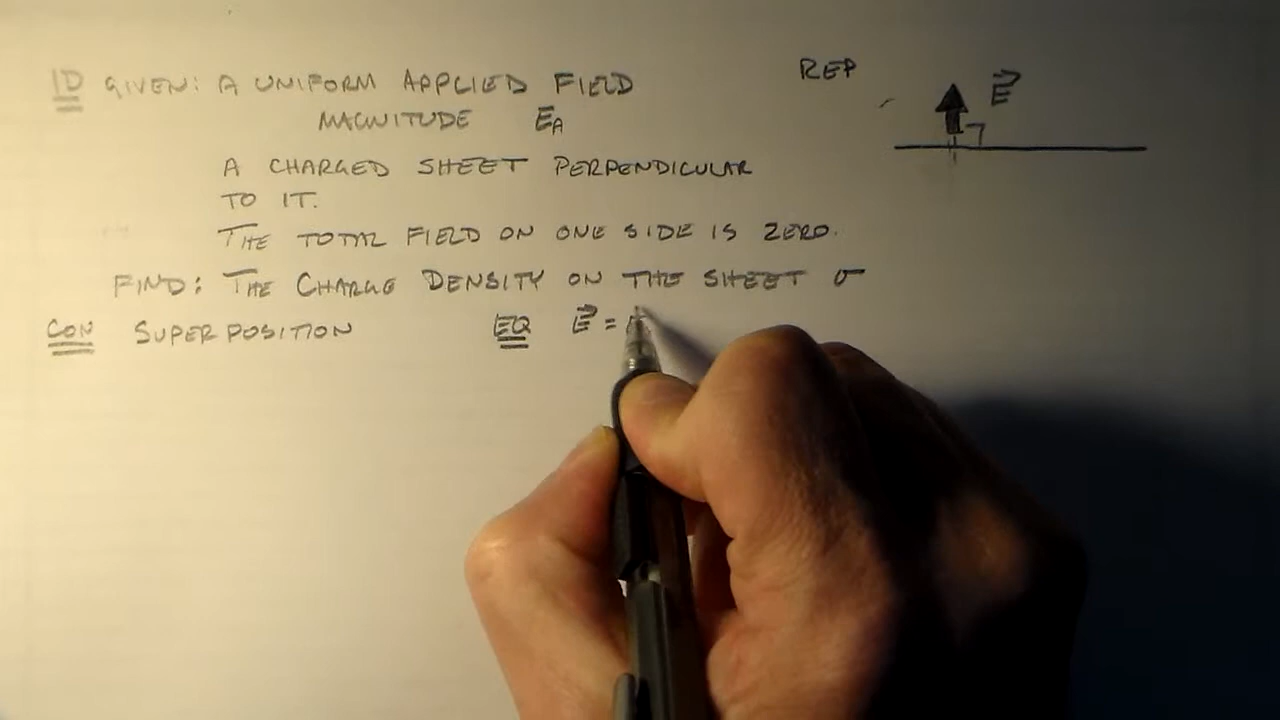 ID GIVEN: A UNIFORM APPLIED FIELD
MAGNITUDE E_A
A CHARGED SHEET PERPENDICULAR
TO IT.
THE TOTAL FIELD ON ONE SIDE IS ZERO.
FIND: THE CHARGE DENSITY ON THE SHEET σ
CON SUPERPOSITION
EQ E⃗ =
REP
E⃗